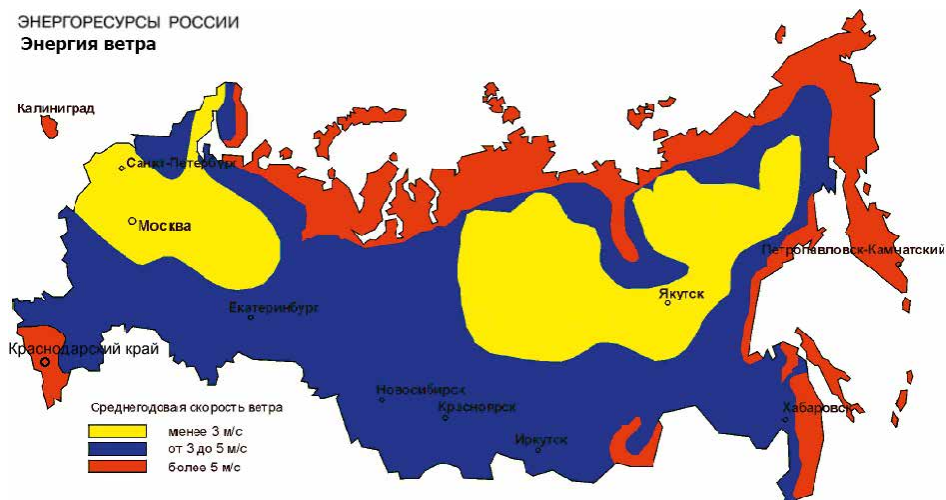 ЭНЕРГОРЕСУРСЫ РОССИИ
Энергия ветра
Калиниград
Санкт-Петербург
Москва
Петропавловск-Камчатский
Якутск
Екатеринбург
Краснодарский край
Новосибирск
Красноярск
Хабаровск
Иркутск
Среднегодовая скорость ветра
менее 3 м/с
от 3 до 5 м/с
более 5 м/с